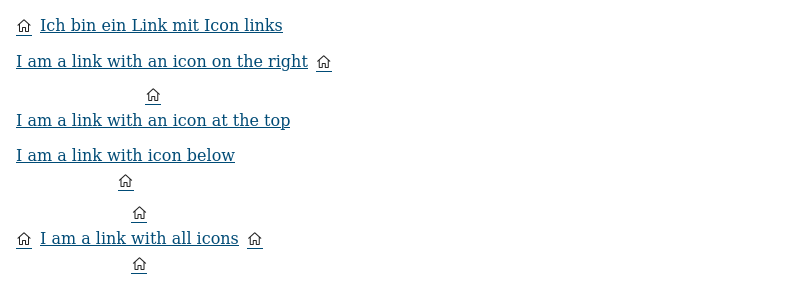 Ich bin ein Link mit Icon links
I am a link with an icon on the right
I am a link with an icon at the top
I am a link with icon below
I am a link with all icons